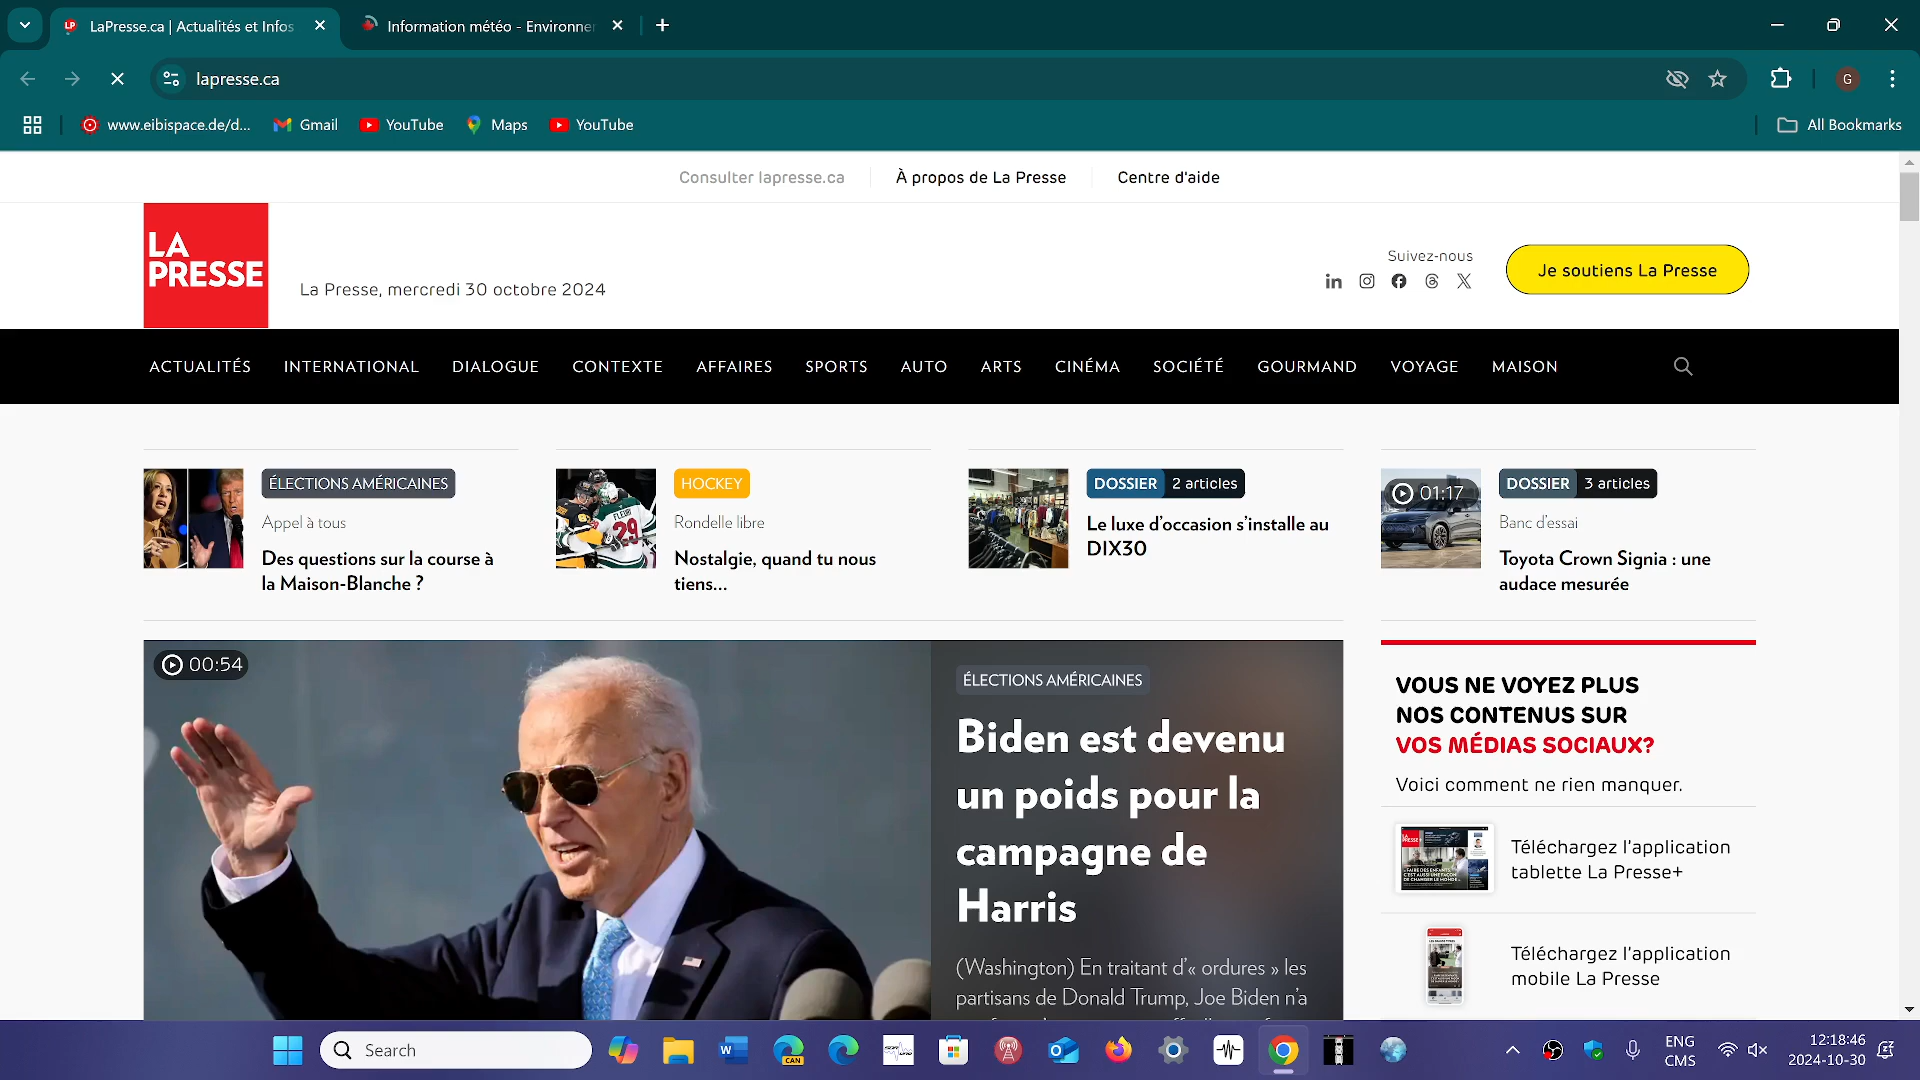 LaPresse.ca | Actualités et Infos
Information météo - Environne
lapresse.ca
G
www.eibispace.de/d...
Gmail
YouTube
Maps
YouTube
All Bookmarks
Consulter lapresse.ca
À propos de La Presse
Centre d'aide
LA
PRESSE
La Presse, mercredi 30 octobre 2024
Suivez-nous
Je soutiens La Presse
ACTUALITÉS INTERNATIONAL DIALOGUE CONTEXTE AFFAIRES SPORTS AUTO ARTS CINÉMA SOCIÉTÉ GOURMAND VOYAGE MAISON
ÉLECTIONS AMÉRICAINES
Appel à tous
Des questions sur la course à
la Maison-Blanche ?
FLEURY
29
HOCKEY
Rondelle libre
Nostalgie, quand tu nous
tiens...
DOSSIER 2 articles
Le luxe d'occasion s'installe au
DIX30
01:17
DOSSIER 3 articles
Banc d'essai
Toyota Crown Signia : une
audace mesurée
00:54
ÉLECTIONS AMÉRICAINES
Biden est devenu
un poids pour la
campagne de
Harris
(Washington) En traitant d'« ordures » les
partisans de Donald Trump, Joe Biden n'a
VOUS NE VOYEZ PLUS
NOS CONTENUS SUR
VOS MÉDIAS SOCIAUX?
Voici comment ne rien manquer.
Téléchargez l'application
tablette La Presse+
Téléchargez l'application
mobile La Presse
Search
CAN
ENG
CMS
12:18:46
2024-10-30